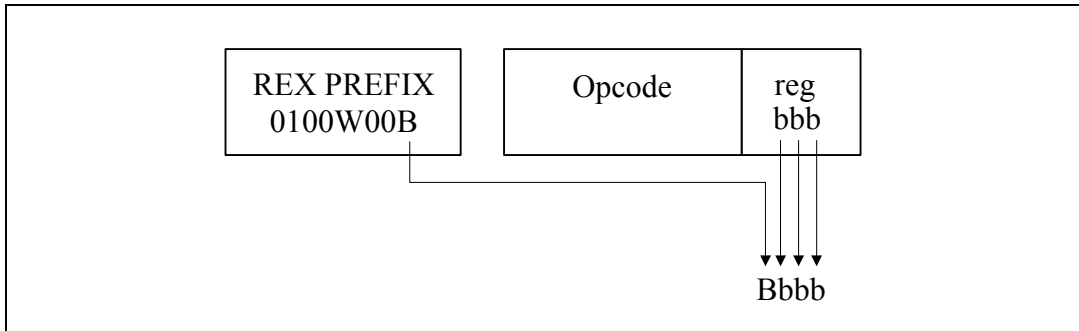 REX PREFIX
0100W00B
Opcode
reg
bbb
Bbbb